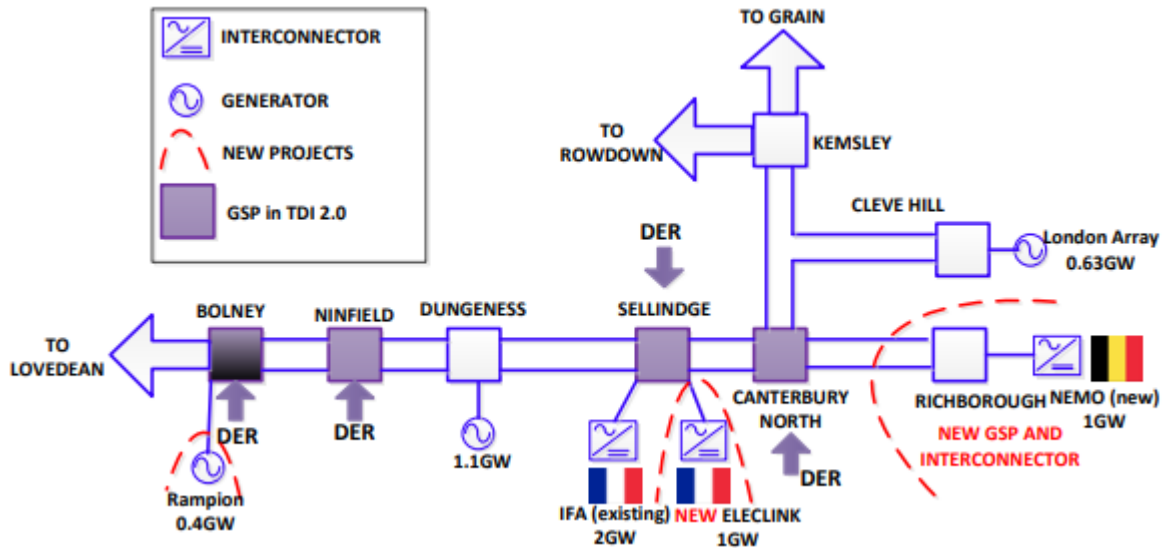 INTERCONNECTOR
GENERATOR
NEW PROJECTS
GSP in TDI 2.0
TO GRAIN
TO
ROWDOWN
KEMSLEY
CLEVE HILL
London Array
0.63GW
DER
BOLNEY
NINFIELD
DUNGENESS
SELLINDGE
TO
LOVEDEAN
CANTERBURY
NORTH
RICHBOROUGH
NEMO (new)
1GW
NEW GSP AND
INTERCONNECTOR
DER
DER
DER
1.1GW
Rampion
0.4GW
IFA (existing)
2GW
NEW ELECLINK
1GW